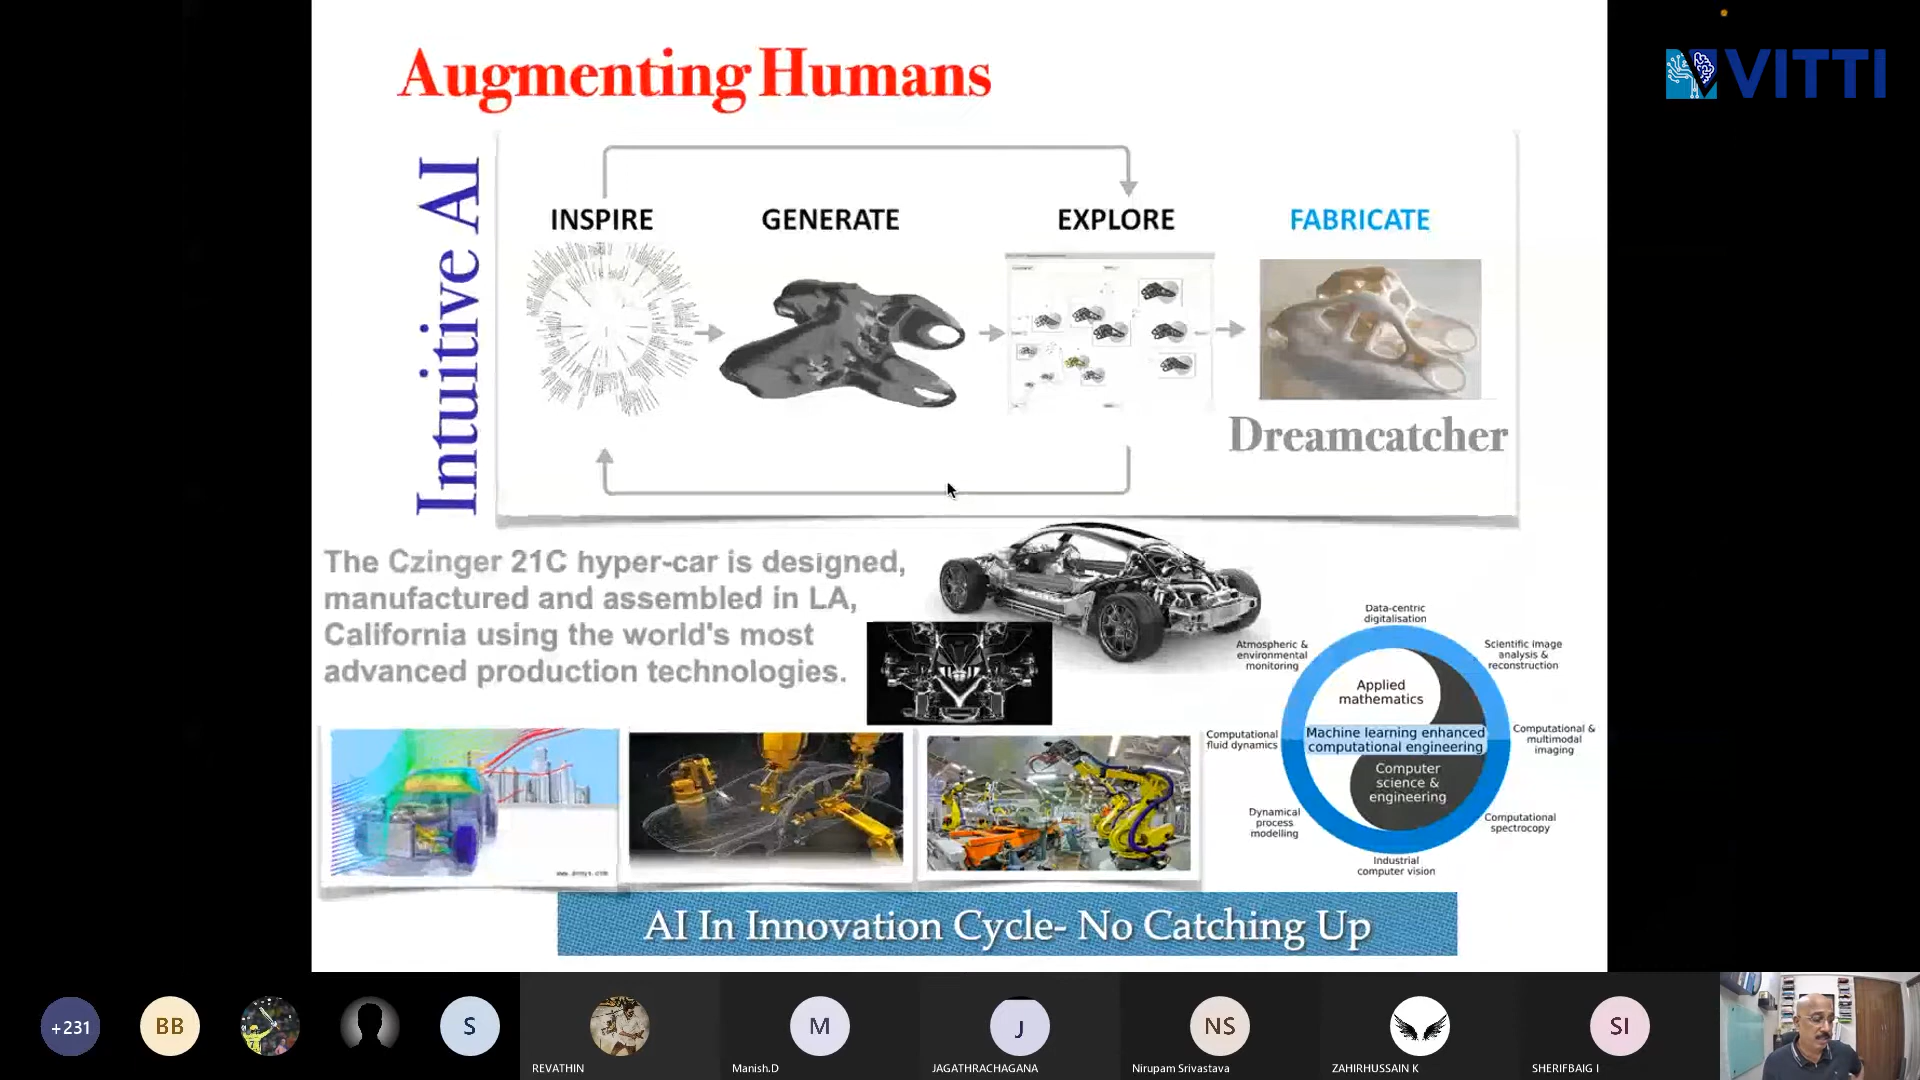 Augmenting Humans
VITTI
Intuitive AI
INSPIRE
GENERATE
EXPLORE
FABRICATE
Dreamcatcher
The Czinger 21C hyper-car is designed,
manufactured and assembled in LA,
California using the world's most
advanced production technologies.
Data-centric
digitalisation
Atmospheric &
environmental
monitoring
Scientific image
analysis &
reconstruction
Applied
mathematics
Machine learning enhanced
computational engineering
Computer
science &
engineering
Computational
fluid dynamics
Computational &
multimodal
imaging
Dynamical
process
modelling
Computational
spectrocopy
Industrial
computer vision
www.ansys.com
AI In Innovation Cycle- No Catching Up
+231
BB
S
REVATHIN
M
Manish.D
J
JAGATHRACHAGANA
NS
Nirupam Srivastava
ZAHIRHUSSAIN K
SI
SHERIFBAIG I